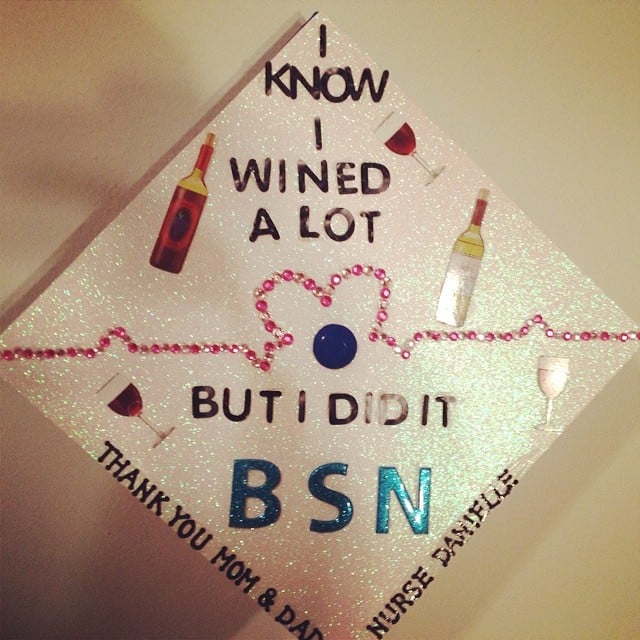 I
KNOW
I
WINED
A LOT
BUT I DID IT
BSN
THANK YOU MOM & DAD
NURSE DANIELLE